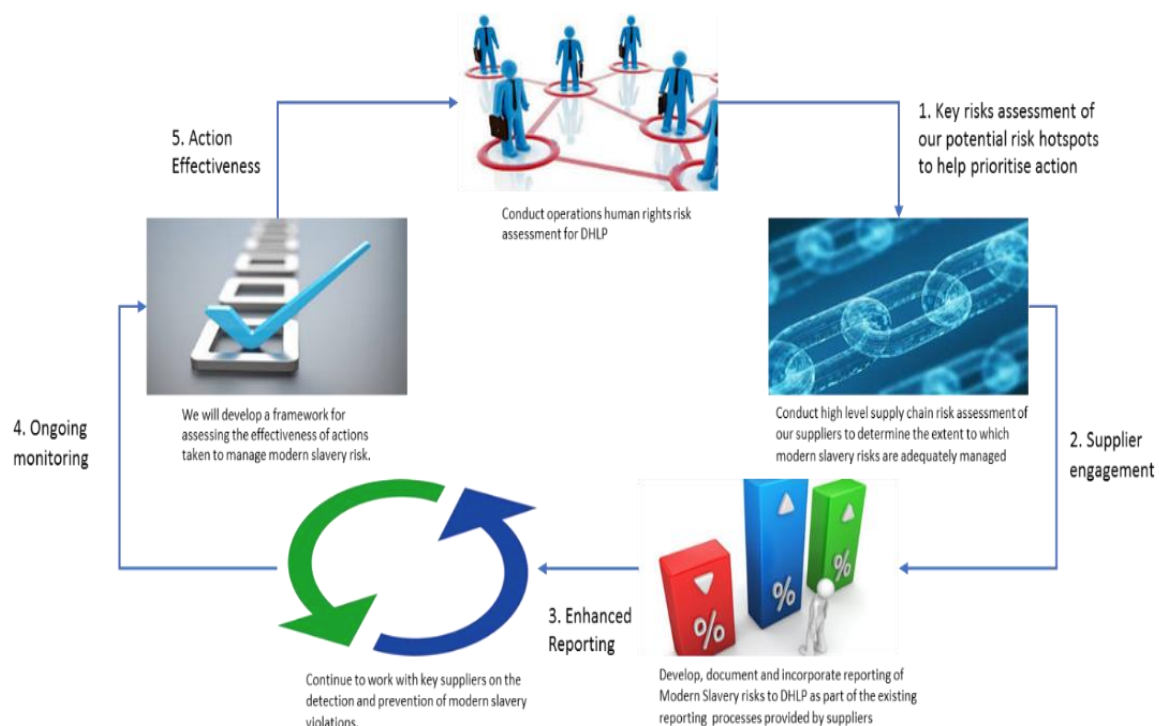 Conduct operations human rights risk
assessment for DHLP
1. Key risks assessment of
our potential risk hotspots
to help prioritise action
Conduct high level supply chain risk assessment of
our suppliers to determine the extent to which
modern slavery risks are adequately managed
2. Supplier
engagement
%
%
%
Develop, document and incorporate reporting of
Modern Slavery risks to DHLP as part of the existing
reporting processes provided by suppliers
3. Enhanced
Reporting
Continue to work with key suppliers on the
detection and prevention of modern slavery
violations.
4. Ongoing
monitoring
We will develop a framework for
assessing the effectiveness of actions
taken to manage modern slavery risk.
5. Action
Effectiveness